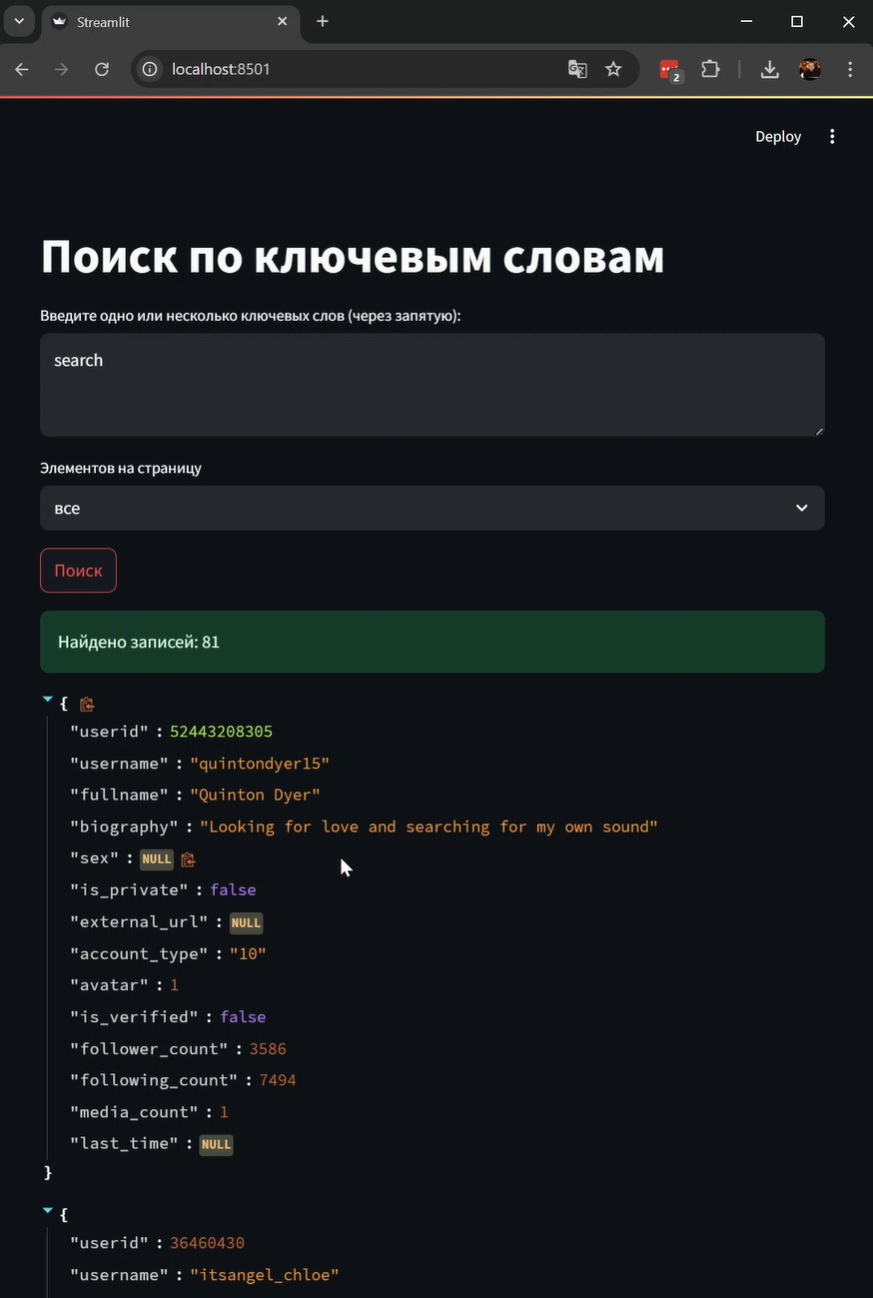 Streamlit
localhost:8501
2
Deploy
Поиск по ключевым словам
Введите одно или несколько ключевых слов (через запятую):
search
Элементов на страницу
все
Поиск
Найдено записей: 81
{
"userid" : 52443208305
"username" : "quintondyer15"
"fullname" : "Quinton Dyer"
"biography" : "Looking for love and searching for my own sound"
"sex" : NULL
"is_private" : false
"external_url" : NULL
"account_type" : "10"
"avatar" : 1
"is_verified" : false
"follower_count" : 3586
"following_count" : 7494
"media_count" : 1
"last_time" : NULL
}
{
"userid" : 36460430
"username" : "itsangel_chloe"